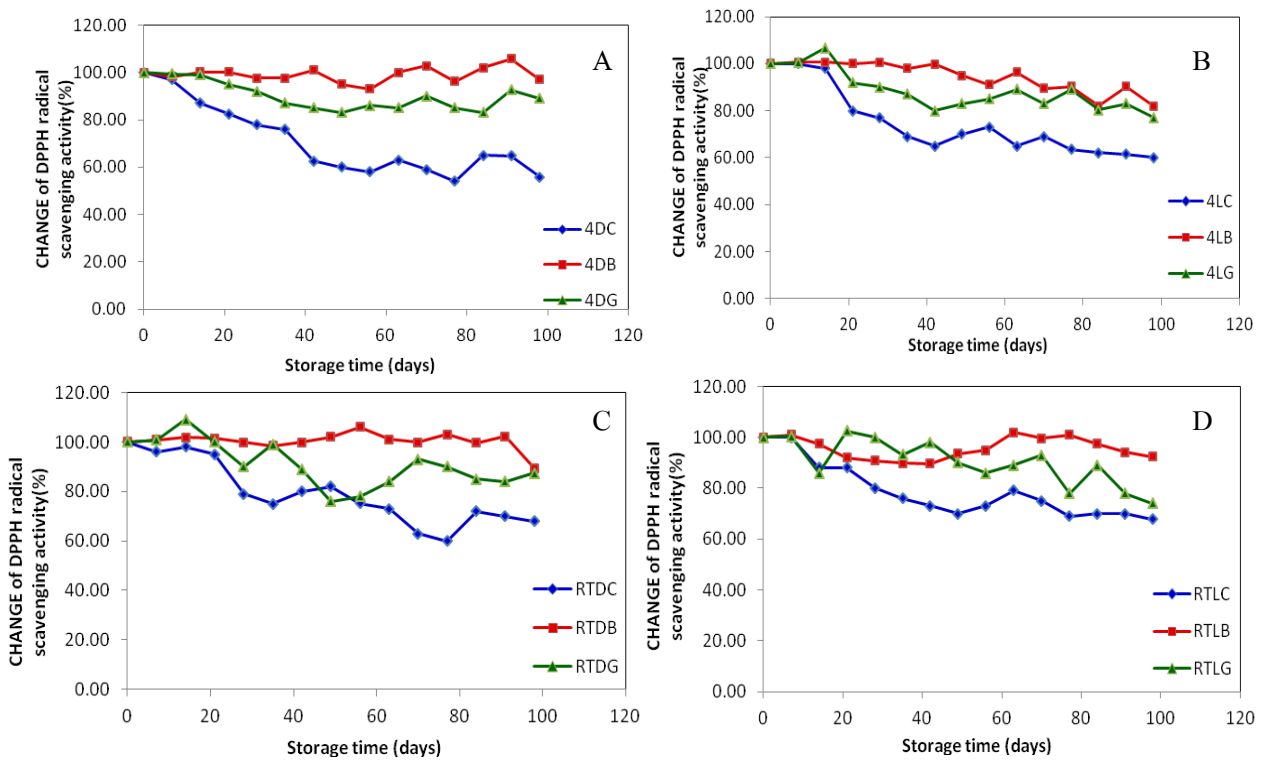 A
CHANGE of DPPH radical
scavenging activity(%)
120.00
100.00
80.00
60.00
40.00
20.00
0.00
0 20 40 60 80 100 120
Storage time (days)
4DC
4DB
4DG
B
CHANGE of DPPH radical
scavenging activity(%)
120.00
100.00
80.00
60.00
40.00
20.00
0.00
0 20 40 60 80 100 120
Storage time (days)
4LC
4LB
4LG
C
CHANGE of DPPH radical
scavenging activity(%)
120.00
100.00
80.00
60.00
40.00
20.00
0.00
0 20 40 60 80 100 120
Storage time (days)
RTDC
RTDB
RTDG
D
CHANGE of DPPH radical
scavenging activity(%)
120.00
100.00
80.00
60.00
40.00
20.00
0.00
0 20 40 60 80 100 120
Storage time (days)
RTLC
RTLB
RTLG